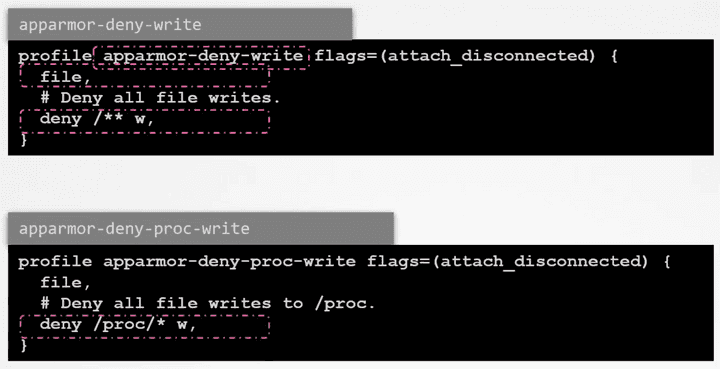 apparmor-deny-write
profile apparmor-deny-write flags=(attach_disconnected) {
file,
# Deny all file writes.
deny /** w,
}
apparmor-deny-proc-write
profile apparmor-deny-proc-write flags=(attach_disconnected) {
file,
# Deny all file writes to /proc.
deny /proc/* w,
}